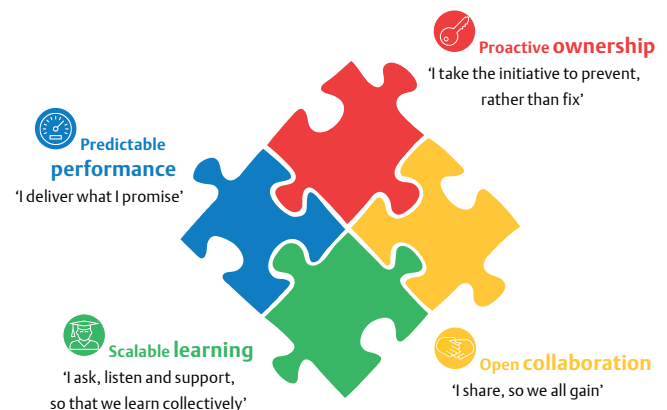 Proactive ownership
‘I take the initiative to prevent,
rather than fix’
Predictable
performance
‘I deliver what I promise’
Scalable learning
‘I ask, listen and support,
so that we learn collectively’
Open collaboration
‘I share, so we all gain’